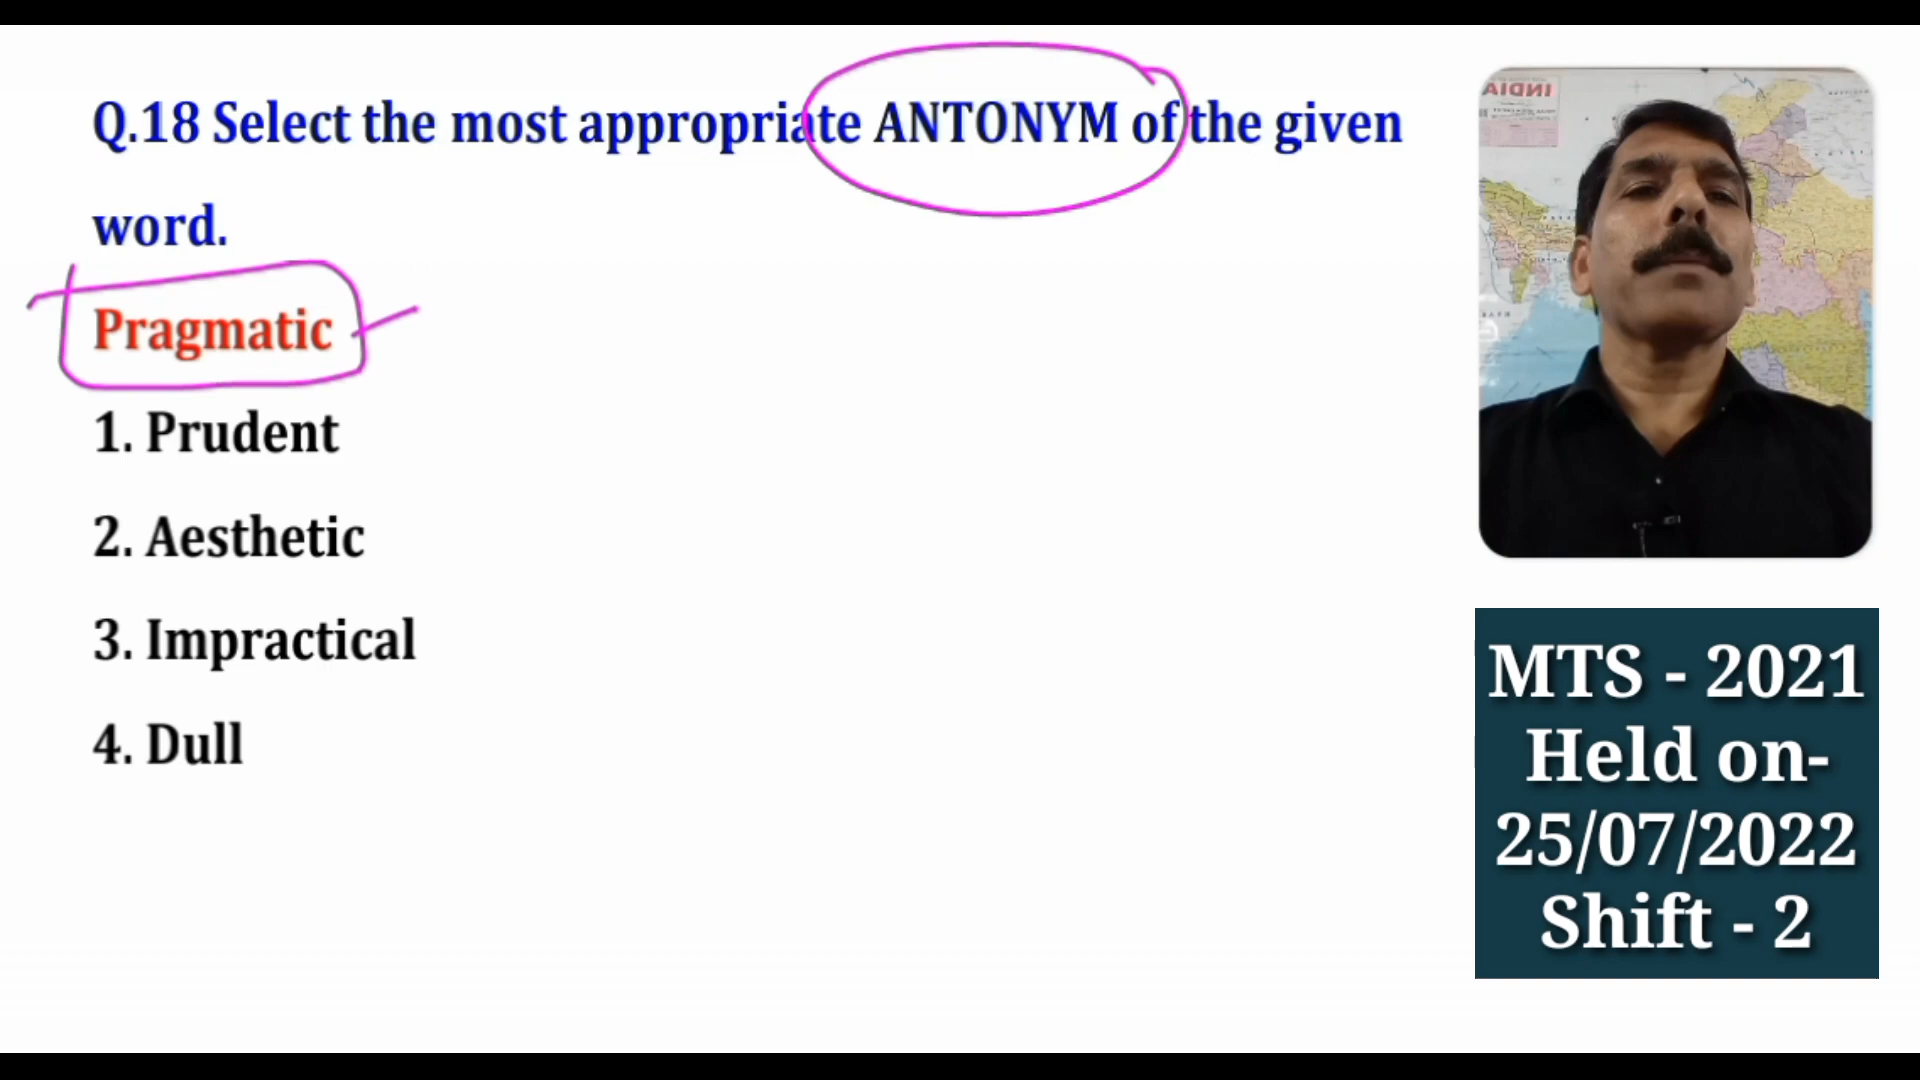 Q.18 Select the most appropriate ANTONYM of the given
word.
Pragmatic
1. Prudent
2. Aesthetic
3. Impractical
4. Dull
INDIA
MTS - 2021
Held on-
25/07/2022
Shift - 2